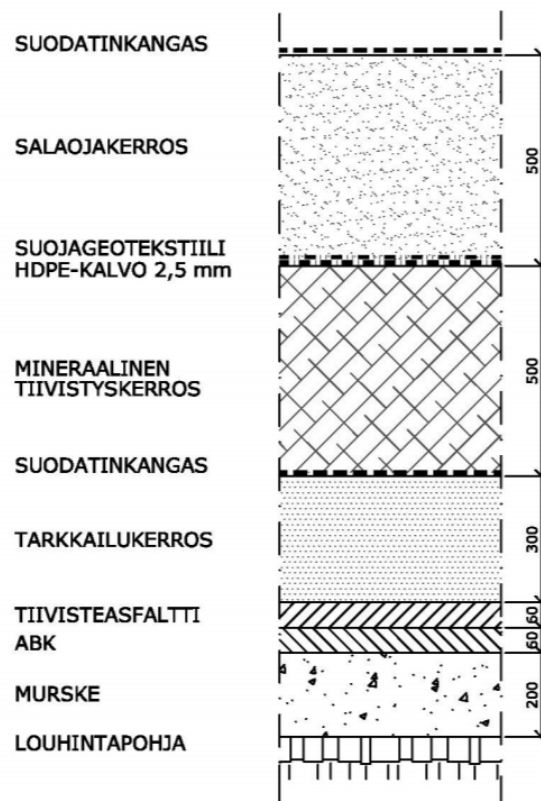 SUODATINKANGAS
SALAOJAKERROS
500
SUOJAGEOTEKSTIILI
HDPE-KALVO 2,5 mm
MINERAALINEN
TIIVISTYSKERROS
500
SUODATINKANGAS
TARKKAILUKERROS
300
TIIVISTEASFALTTI
60
ABK
60
MURSKE
200
LOUHINTAPOHJA